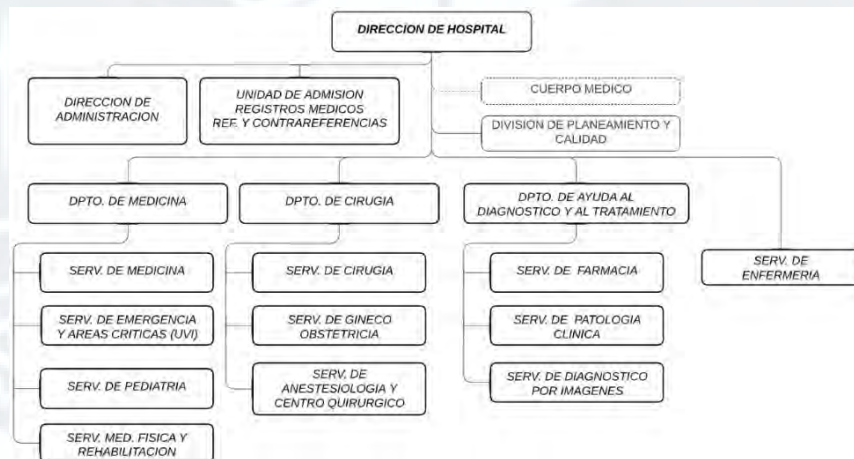 DIRECCION DE HOSPITAL
DIRECCION DE
ADMINISTRACION
UNIDAD DE ADMISION
REGISTROS MEDICOS
REF. Y CONTRAREFERENCIAS
CUERPO MEDICO
DIVISION DE PLANEAMIENTO Y
CALIDAD
DPTO. DE MEDICINA
DPTO. DE CIRUGIA
DPTO. DE AYUDA AL
DIAGNOSTICO Y AL TRATAMIENTO
SERV. DE
ENFERMERIA
SERV. DE MEDICINA
SERV. DE EMERGENCIA
Y AREAS CRITICAS (UVI)
SERV. DE PEDIATRIA
SERV. MED. FISICA Y
REHABILITACION
SERV. DE CIRUGIA
SERV. DE GINECO
OBSTETRICIA
SERV. DE
ANESTESIOLOGIA Y
CENTRO QUIRURGICO
SERV. DE FARMACIA
SERV. DE PATOLOGIA
CLINICA
SERV. DE DIAGNOSTICO
POR IMAGENES